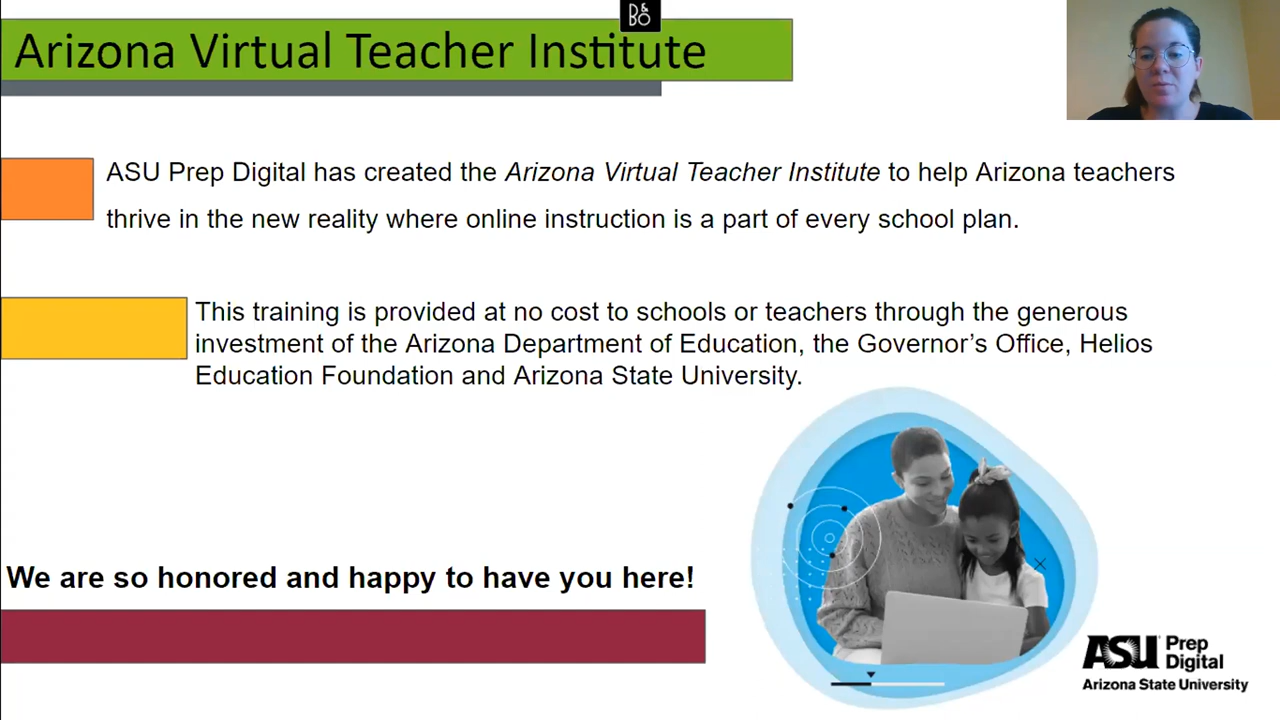 B&O
Arizona Virtual Teacher Institute
ASU Prep Digital has created the Arizona Virtual Teacher Institute to help Arizona teachers
thrive in the new reality where online instruction is a part of every school plan.
This training is provided at no cost to schools or teachers through the generous
investment of the Arizona Department of Education, the Governor’s Office, Helios
Education Foundation and Arizona State University.
We are so honored and happy to have you here!
ASU Prep
Digital
Arizona State University